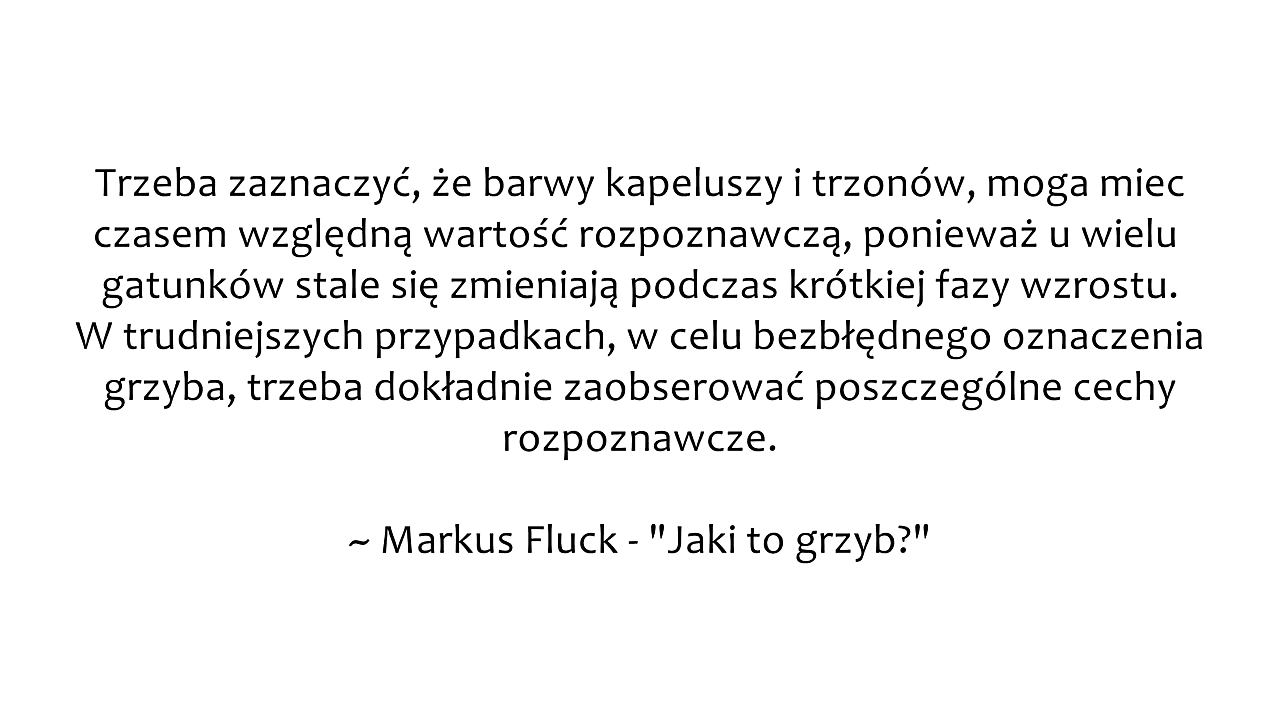 Trzeba zaznaczyć, że barwy kapeluszy i trzonów, moga miec
czasem względną wartość rozpoznawczą, ponieważ u wielu
gatunków stale się zmieniają podczas krótkiej fazy wzrostu.
W trudniejszych przypadkach, w celu bezbłędnego oznaczenia
grzyba, trzeba dokładnie zaobserować poszczególne cechy
rozpoznawcze.
~ Markus Fluck - "Jaki to grzyb?"